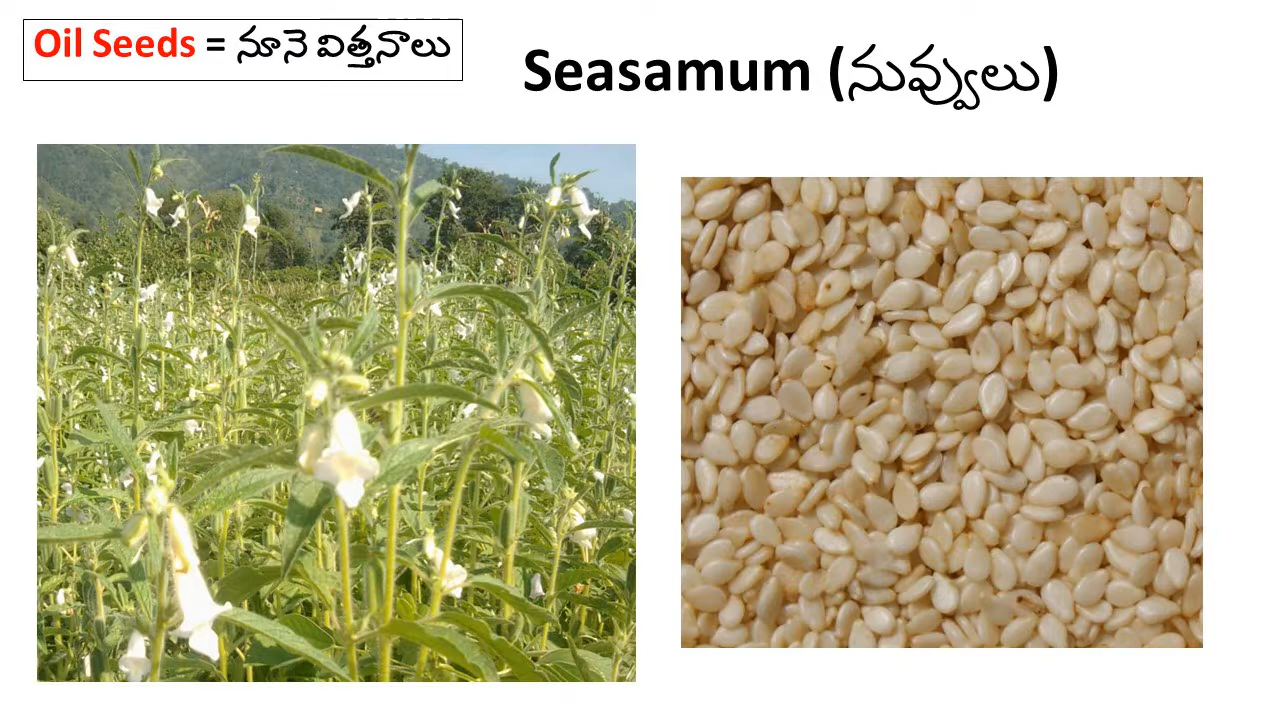 Oil Seeds = నూనె విత్తనాలు
Seasamum (నువ్వులు)